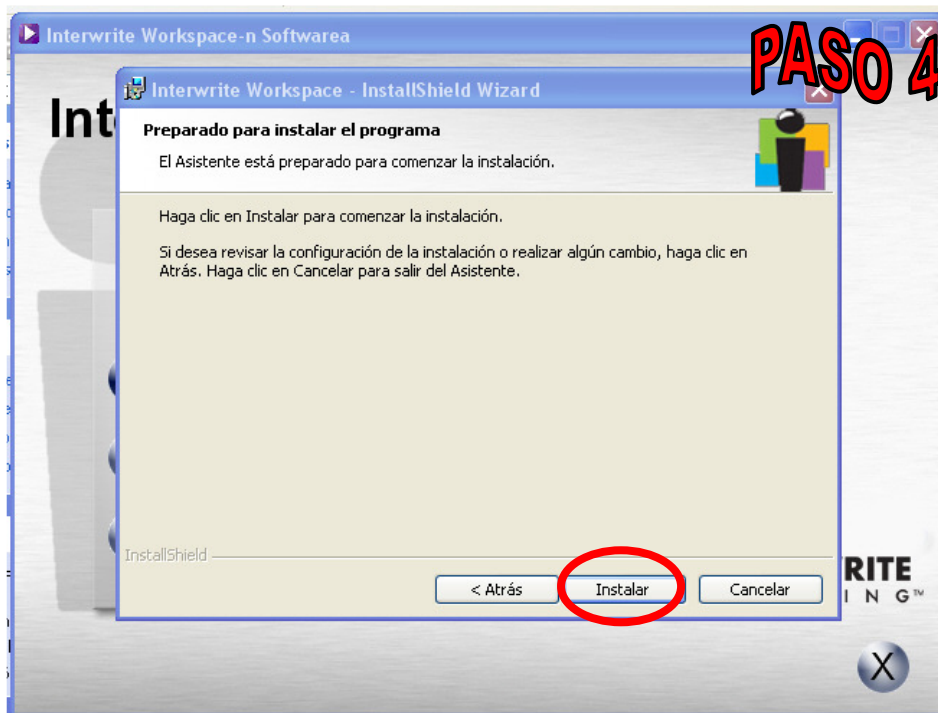 Interwrite Workspace-n Softwarea
PASO 4
Int
Interwrite Workspace - InstallShield Wizard
Preparado para instalar el programa
El Asistente está preparado para comenzar la instalación.
Haga clic en Instalar para comenzar la instalación.
Si desea revisar la configuración de la instalación o realizar algún cambio, haga clic en
Atrás. Haga clic en Cancelar para salir del Asistente.
InstallShield
< Atrás
Instalar
Cancelar
RITE
ING™
X